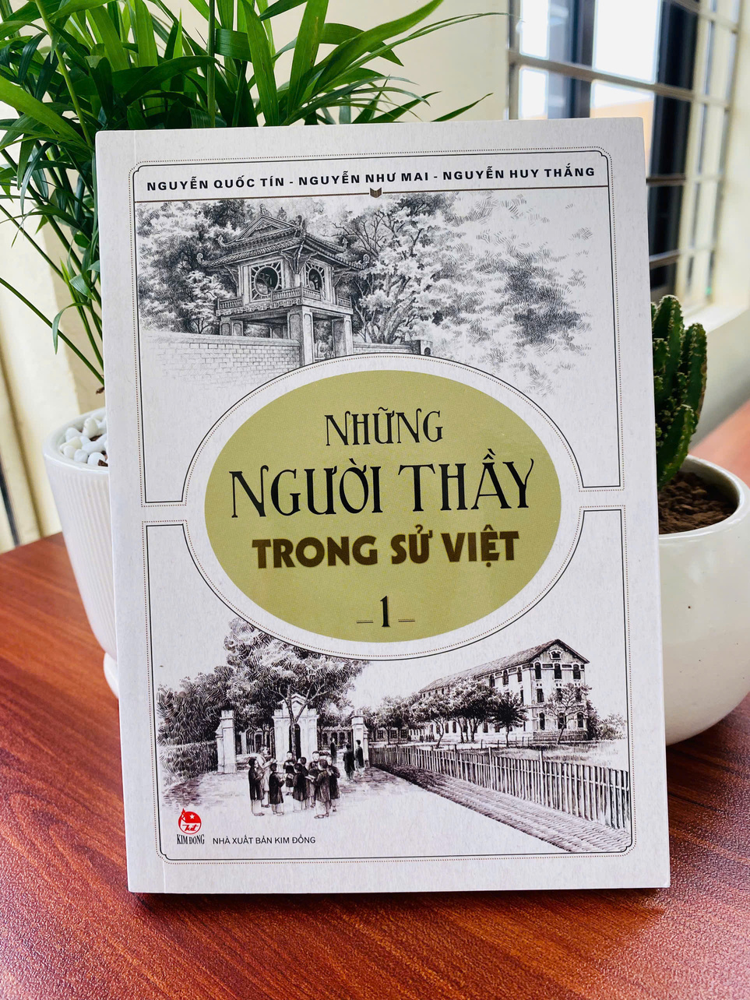 NGUYỄN QUỐC TÍN - NGUYỄN NHƯ MAI - NGUYỄN HUY THẮNG
NHỮNG
NGƯỜI THẦY
TRONG SỬ VIỆT
1
KIM ĐỒNG
NHÀ XUẤT BẢN KIM ĐỒNG